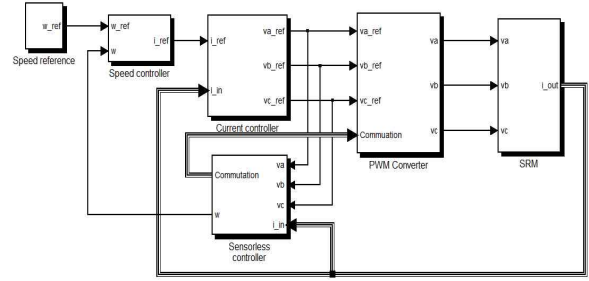 w_ref
Speed reference
w_ref
w
i_ref
Speed controller
i_ref
i_in
va_ref
vb_ref
vc_ref
Current controller
va_ref
vb_ref
vc_ref
Commuation
va
vb
vc
PWM Converter
va
vb
vc
i_out
SRM
Commutation
w
va
vb
vc
i_in
Sensorless
controller